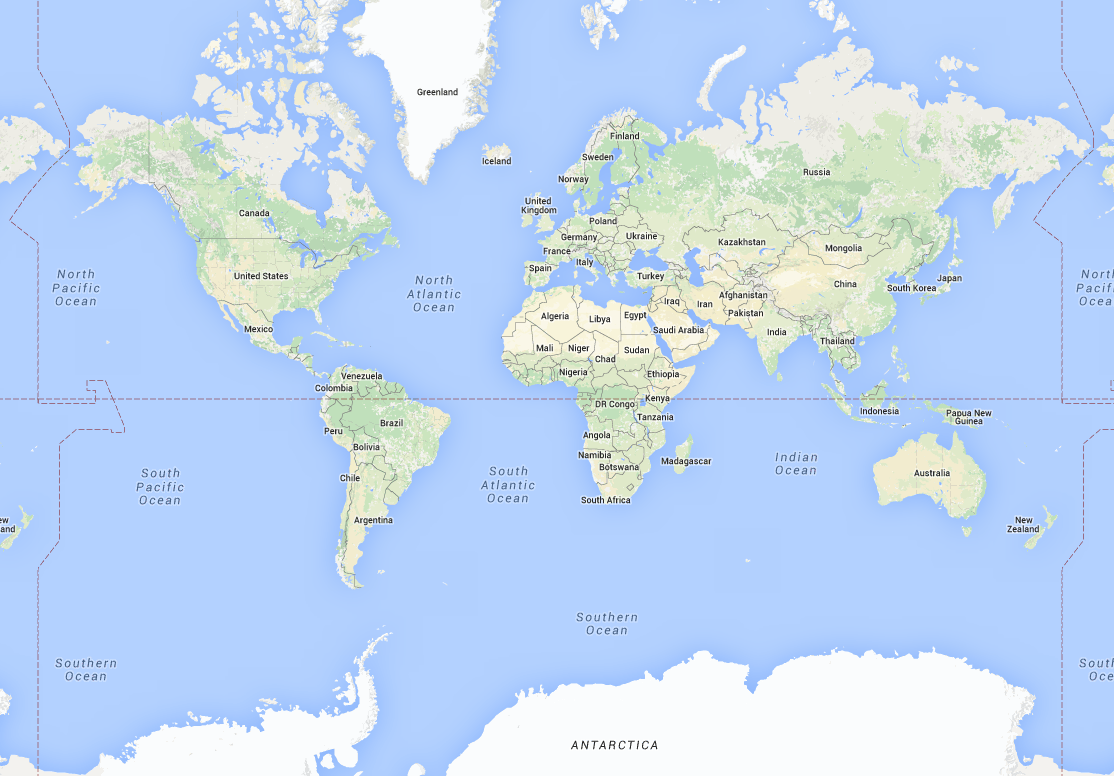 Greenland
Iceland
Finland
Sweden
Norway
Russia
United
Kingdom
Canada
Poland
Germany
Ukraine
Kazakhstan
Mongolia
France
Italy
Spain
Turkey
United States
North
Pacific
Ocean
North
Atlantic
Ocean
China
Japan
South Korea
North
Pacif
Ocea
Iraq
Iran
Afghanistan
Pakistan
Algeria
Libya
Egypt
Saudi Arabia
India
Mexico
Mali
Niger
Chad
Sudan
Thailand
Nigeria
Ethiopia
Venezuela
Colombia
Kenya
DR Congo
Tanzania
Indonesia
Papua New
Guinea
Brazil
Peru
Bolivia
Angola
Namibia
Botswana
Madagascar
Indian
Ocean
Australia
South
Pacific
Ocean
Chile
South
Atlantic
Ocean
South Africa
Argentina
ew
and
New
Zealand
Southern
Ocean
Southern
Ocean
South
Oce
ANTARCTICA